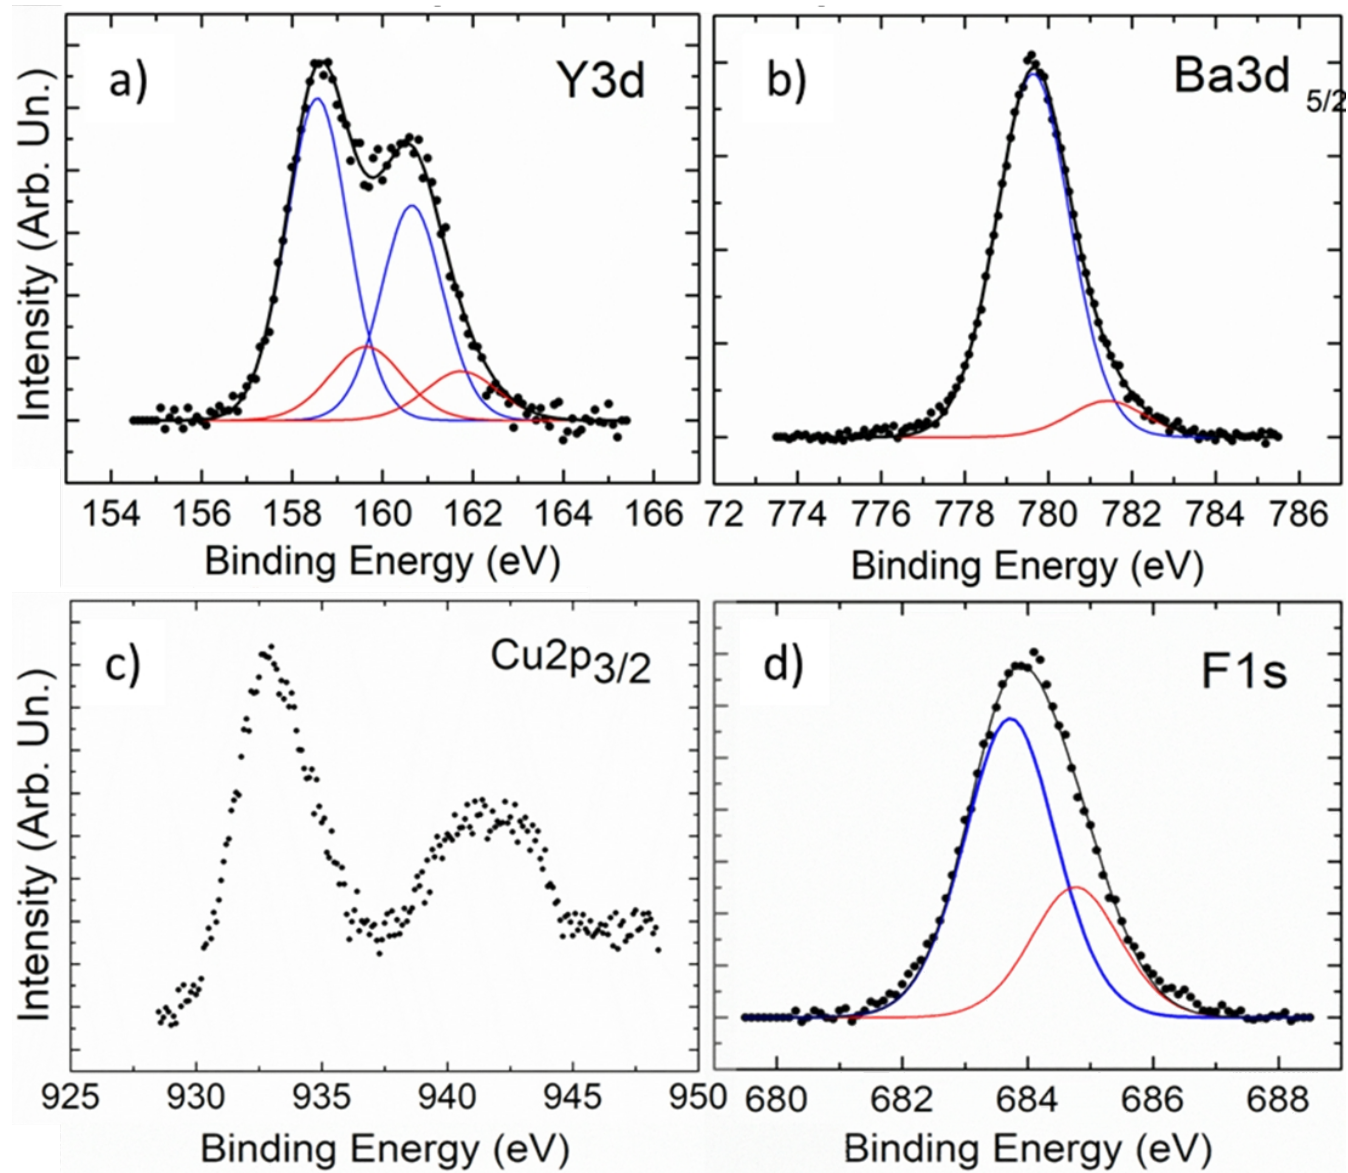 a)
Y3d
Intensity (Arb. Un.)
154 156 158 160 162 164 166
Binding Energy (eV)
b)
Ba3d 5/2
72 774 776 778 780 782 784 786
Binding Energy (eV)
c)
Cu2p3/2
Intensity (Arb. Un.)
925 930 935 940 945 950
Binding Energy (eV)
d)
F1s
680 682 684 686 688
Binding Energy (eV)